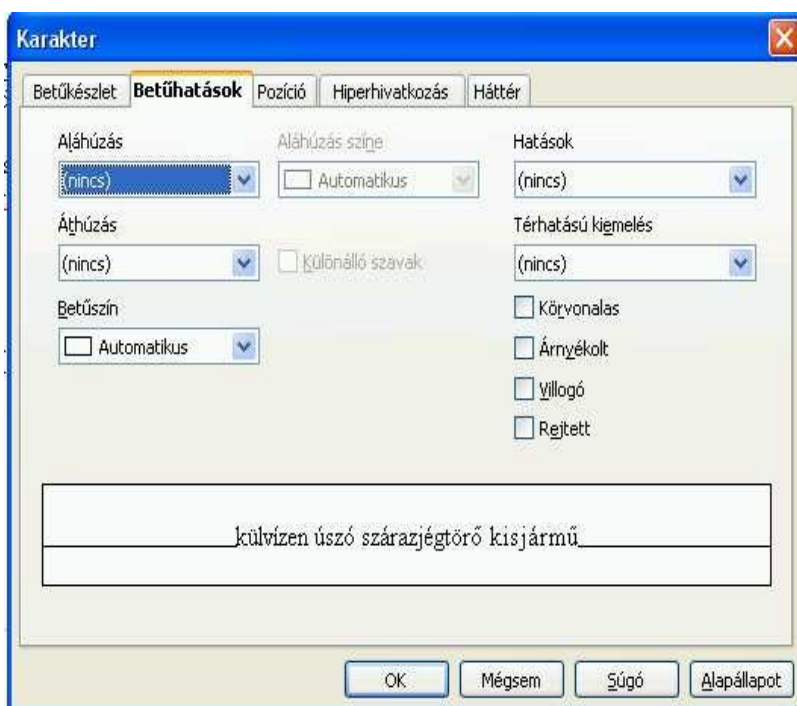 Karakter
Betűkészlet Betűhatások Pozíció Hiperhivatkozás Háttér
Aláhúzás Aláhúzás színe Hatások
(nincs) Automatikus (nincs)
Áthúzás Térhatású kiemelés
(nincs) Különálló szavak (nincs)
Betűszín Körvonalas
Automatikus Árnyékolt
Villogó
Rejtett
külvízen úszó szárazjégtörő kisjármű
OK Mégsem Súgó Alapállapot